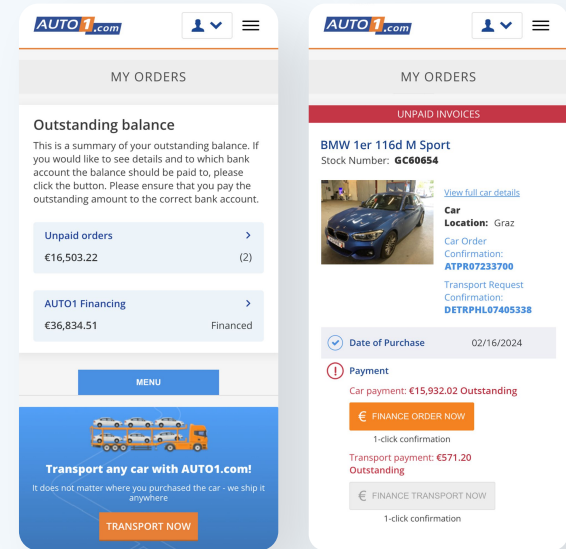 AUTO1.com
MY ORDERS
Outstanding balance
This is a summary of your outstanding balance. If
you would like to see details and to which bank
account the balance should be paid to, please
click the button. Please ensure that you pay the
outstanding amount to the correct bank account.
Unpaid orders
€16,503.22 (2)
AUTO1 Financing
€36,834.51 Financed
MENU
Transport any car with AUTO1.com!
It does not matter where you purchased the car - we ship it
anywhere
TRANSPORT NOW
AUTO1.com
MY ORDERS
UNPAID INVOICES
BMW 1er 116d M Sport
Stock Number: GC60654
View full car details
Car
Location: Graz
Car Order
Confirmation:
ATPR07233700
Transport Request
Confirmation:
DETRPHL07405338
Date of Purchase 02/16/2024
Payment
Car payment: €15,932.02 Outstanding
€ FINANCE ORDER NOW
1-click confirmation
Transport payment: €571.20
Outstanding
€ FINANCE TRANSPORT NOW
1-click confirmation